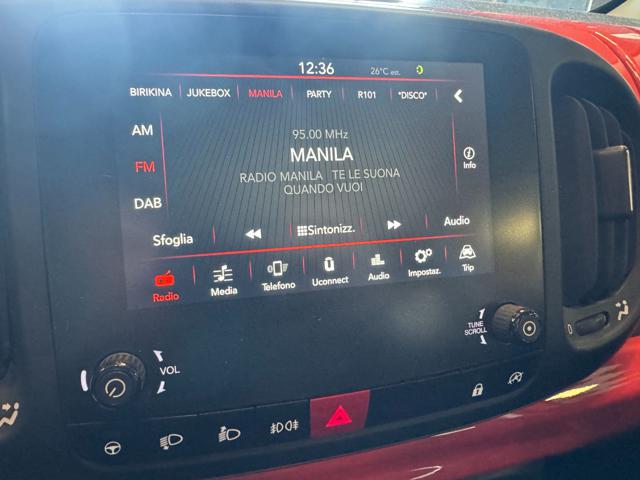 12:36 26°C est.
BIRIKINA JUKEBOX MANILA PARTY R101 "DISCO"
AM
FM
DAB
95.00 MHz
MANILA
RADIO MANILA TE LE SUONA
QUANDO VUOI
Info
Sfoglia Sintonizz. Audio
Radio Media Telefono Uconnect Audio Impostaz. Trip
VOL
TUNE
SCROLL
0